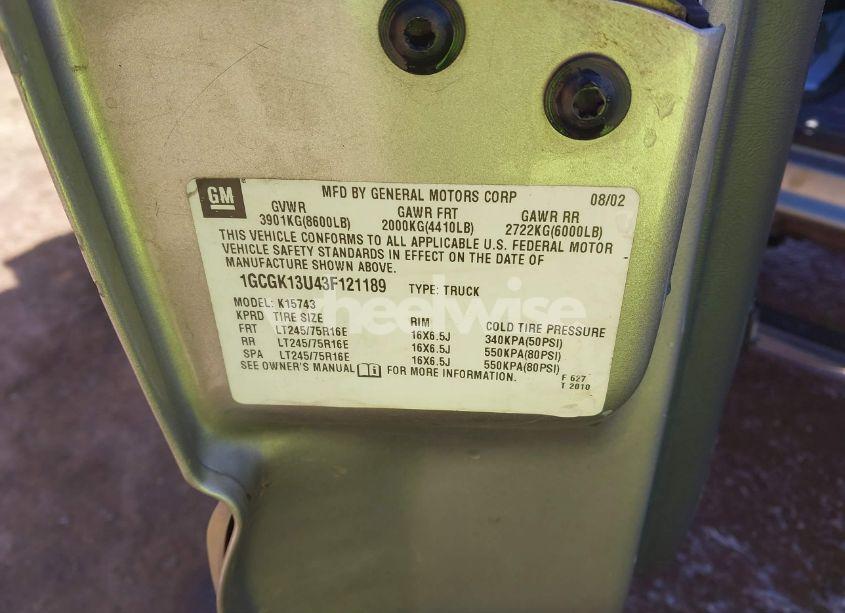 GM MFD BY GENERAL MOTORS CORP 08/02
GVWR GAWR FRT GAWR RR
3901KG(8600LB) 2000KG(4410LB) 2722KG(6000LB)
THIS VEHICLE CONFORMS TO ALL APPLICABLE U.S. FEDERAL MOTOR
VEHICLE SAFETY STANDARDS IN EFFECT ON THE DATE OF
MANUFACTURE SHOWN ABOVE.
1GCGK13U43F121189 TYPE: TRUCK
MODEL: K15743
KPRD TIRE SIZE RIM COLD TIRE PRESSURE
FRT LT245/75R16E 16X6.5J 340KPA(50PSI)
RR LT245/75R16E 16X6.5J 550KPA(80PSI)
SPA LT245/75R16E 16X6.5J 550KPA(80PSI)
SEE OWNER'S MANUAL FOR MORE INFORMATION.
F 627
T 2010
wheelwise